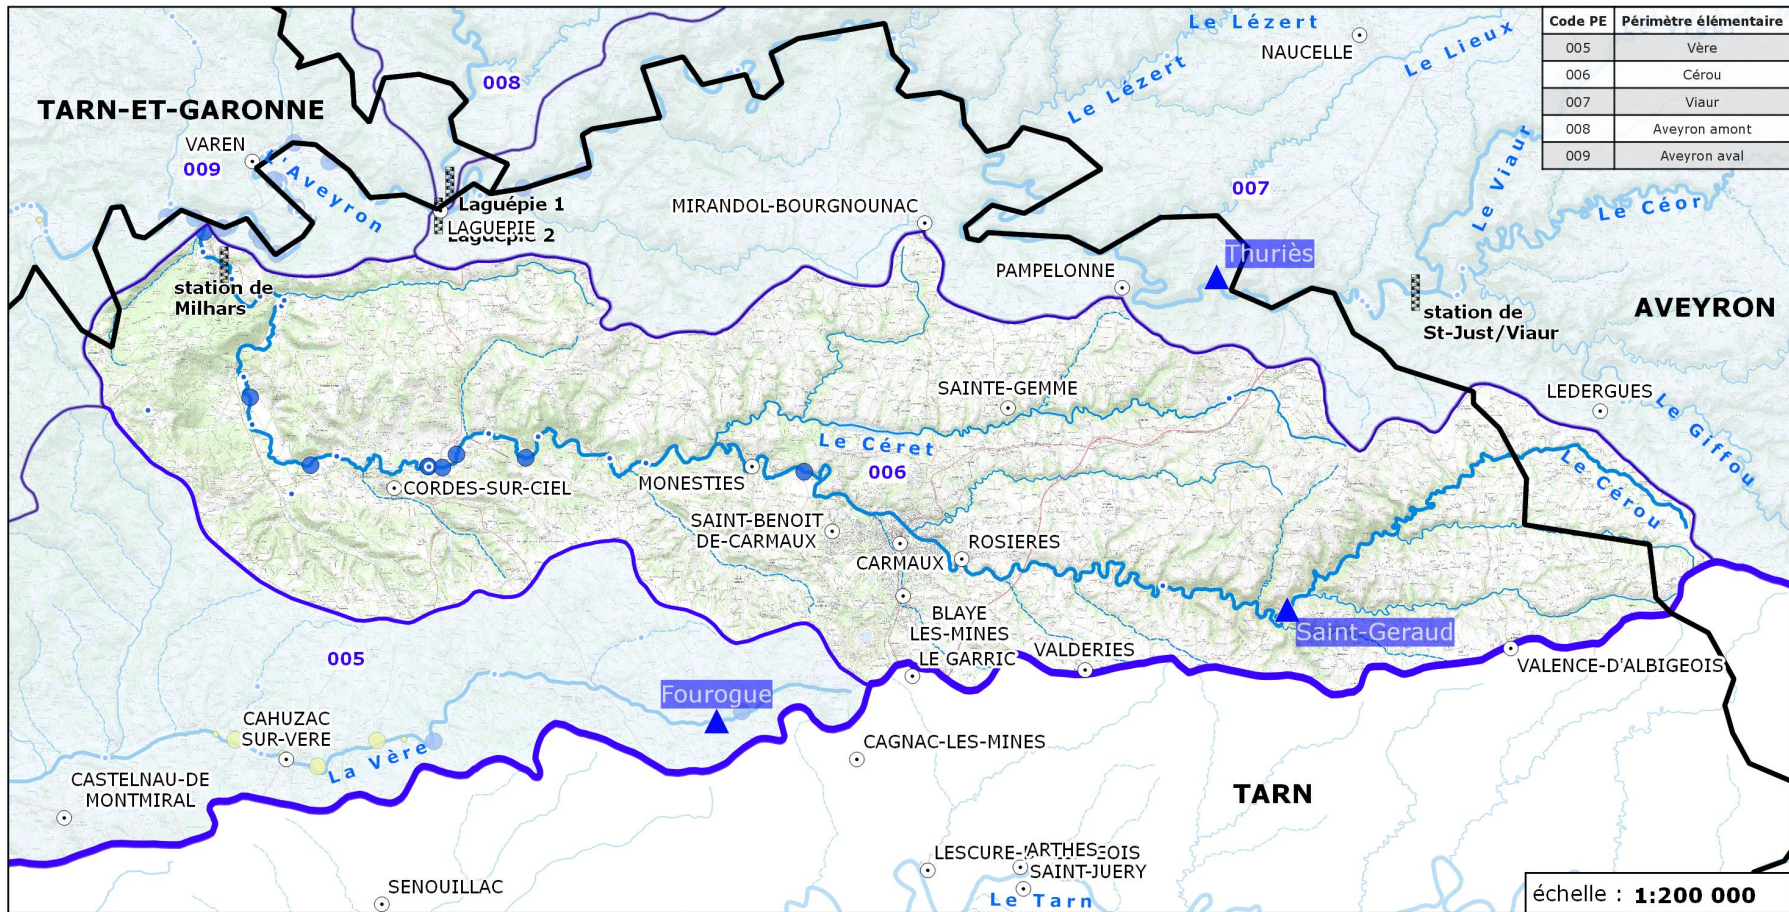 Code PE Périmètre élémentaire
005 Vère
006 Cérou
007 Viaur
008 Aveyron amont
009 Aveyron aval
Le Lézert
NAUCELLE
Le Lieux
Le Lézert
008
TARN-ET-GARONNE
VAREN
009
L'Aveyron
Laguépie 1
LAGUEPIE
Laguépie 2
MIRANDOL-BOURGNOUNAC
007
Le Viaur
Le Céor
Thuriès
PAMPELONNE
station de
Milhars
station de
St-Just/Viaur
AVEYRON
SAINTE-GEMME
LEDERGUES
Le Giffou
Le Céret
006
Le Cérou
CORDES-SUR-CIEL
MONESTIES
SAINT-BENOIT
DE-CARMAUX
ROSIERES
CARMAUX
BLAYE
LES-MINES
LE GARRIC
VALDERIES
Saint-Geraud
VALENCE-D'ALBIGEOIS
005
Fourogue
CAHUZAC
SUR-VERE
La Vère
CAGNAC-LES-MINES
CASTELNAU-DE
MONTMIRAL
TARN
LESCURE-
ARTHES
OIS
SAINT-JUERY
Le Tarn
SENOUILLAC
échelle : 1:200 000